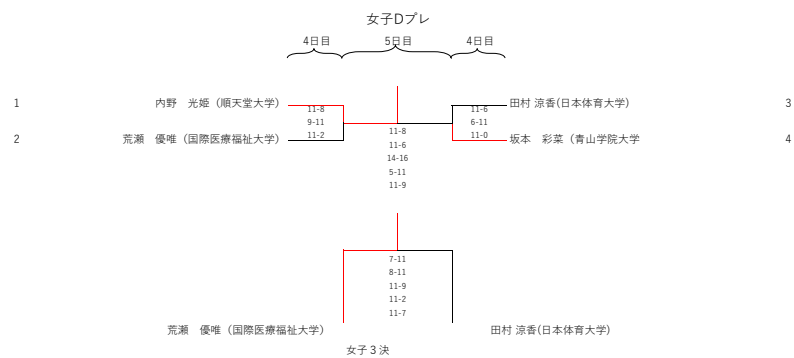 女子Dプレ
4日目 5日目 4日目
1 内野　光姫（順天堂大学） 11-8 11-6 田村 涼香(日本体育大学) 3
9-11 6-11
2 荒瀬　優唯（国際医療福祉大学） 11-2 11-8 11-0 坂本　彩菜（青山学院大学 4
11-6
14-16
5-11
11-9
7-11
8-11
11-9
11-2
11-7
荒瀬　優唯（国際医療福祉大学） 田村 涼香(日本体育大学)
女子３決